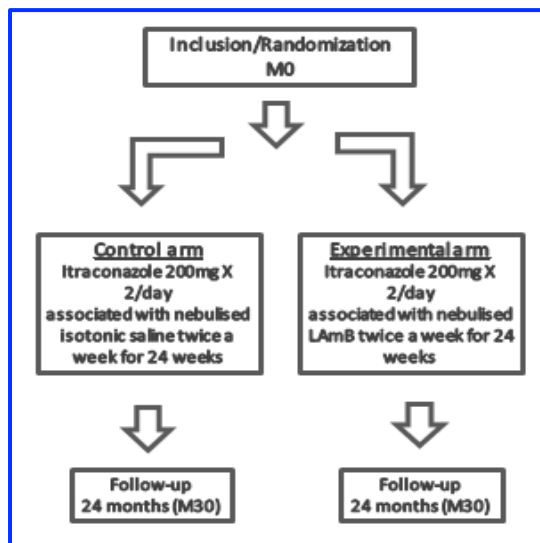 Inclusion/Randomization
M0
Control arm
Itraconazole 200mg X
2/day
associated with nebulised
isotonic saline twice a
week for 24 weeks
Experimental arm
Itraconazole 200mg X
2/day
associated with nebulised
LAmB twice a week for 24
weeks
Follow-up
24 months (M30)
Follow-up
24 months (M30)